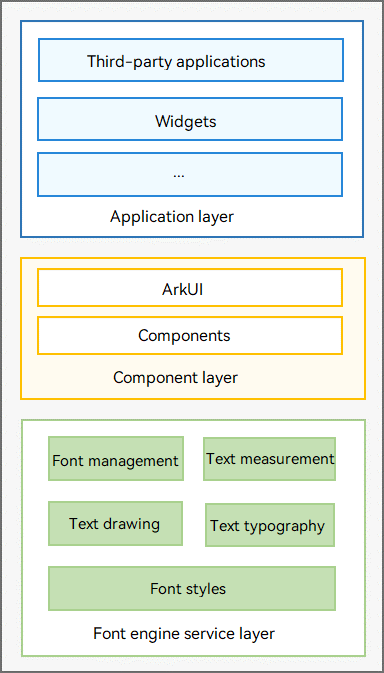 Third-party applications
Widgets
...
Application layer
ArkUI
Components
Component layer
Font management
Text measurement
Text drawing
Text typography
Font styles
Font engine service layer